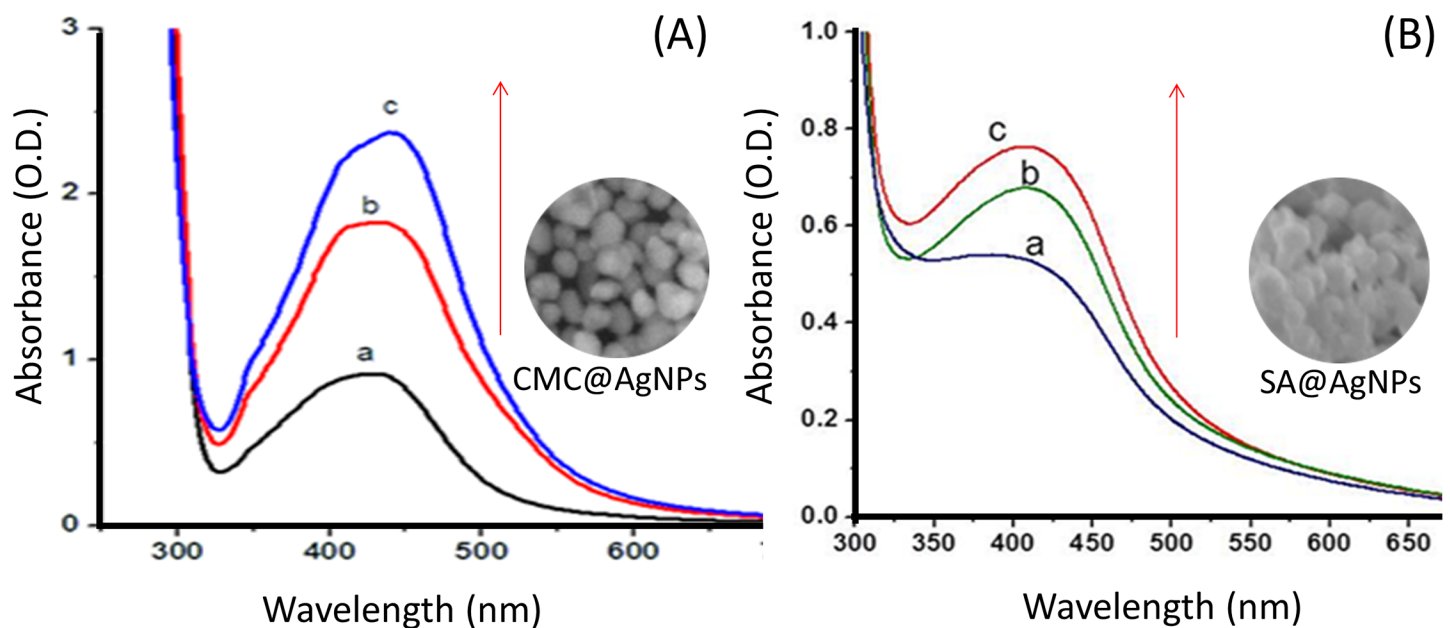 (A)
3
2
1
0
Absorbance (O.D.)
c
b
a
CMC@AgNPs
300 400 500 600
Wavelength (nm)
(B)
1.0
0.8
0.6
0.4
0.2
0.0
Absorbance (O.D.)
c
b
a
SA@AgNPs
300 350 400 450 500 550 600 650
Wavelength (nm)